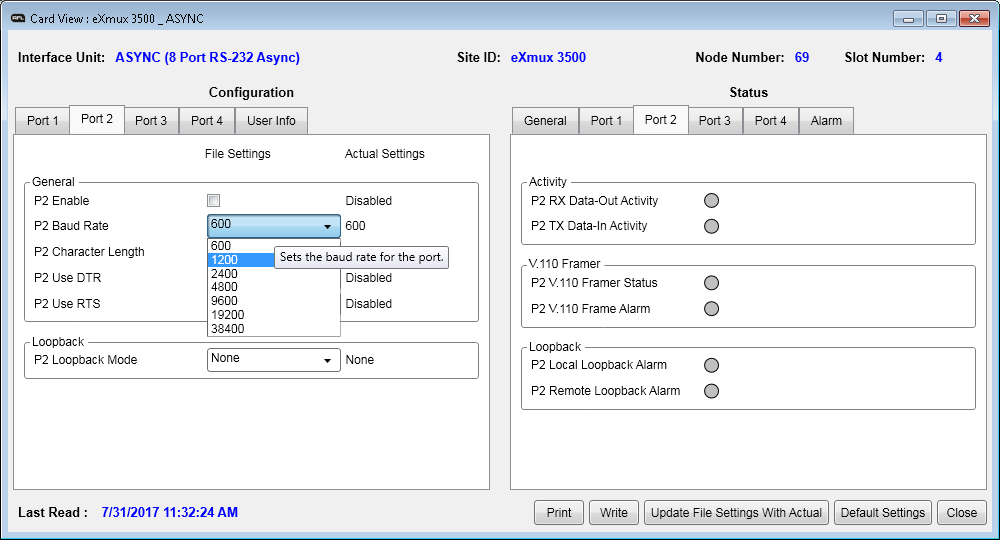 AFL Card View : eXmux 3500 _ ASYNC
Interface Unit: ASYNC (8 Port RS-232 Async) Site ID: eXmux 3500 Node Number: 69 Slot Number: 4
Configuration
Port 1 Port 2 Port 3 Port 4 User Info
File Settings Actual Settings
General
P2 Enable Disabled
P2 Baud Rate 600 600
P2 Character Length
P2 Use DTR Disabled
P2 Use RTS Disabled
600
1200
2400
4800
9600
19200
38400
Sets the baud rate for the port.
Loopback
P2 Loopback Mode None None
Status
General Port 1 Port 2 Port 3 Port 4 Alarm
Activity
P2 RX Data-Out Activity
P2 TX Data-In Activity
V.110 Framer
P2 V.110 Framer Status
P2 V.110 Frame Alarm
Loopback
P2 Local Loopback Alarm
P2 Remote Loopback Alarm
Last Read : 7/31/2017 11:32:24 AM
Print Write Update File Settings With Actual Default Settings Close